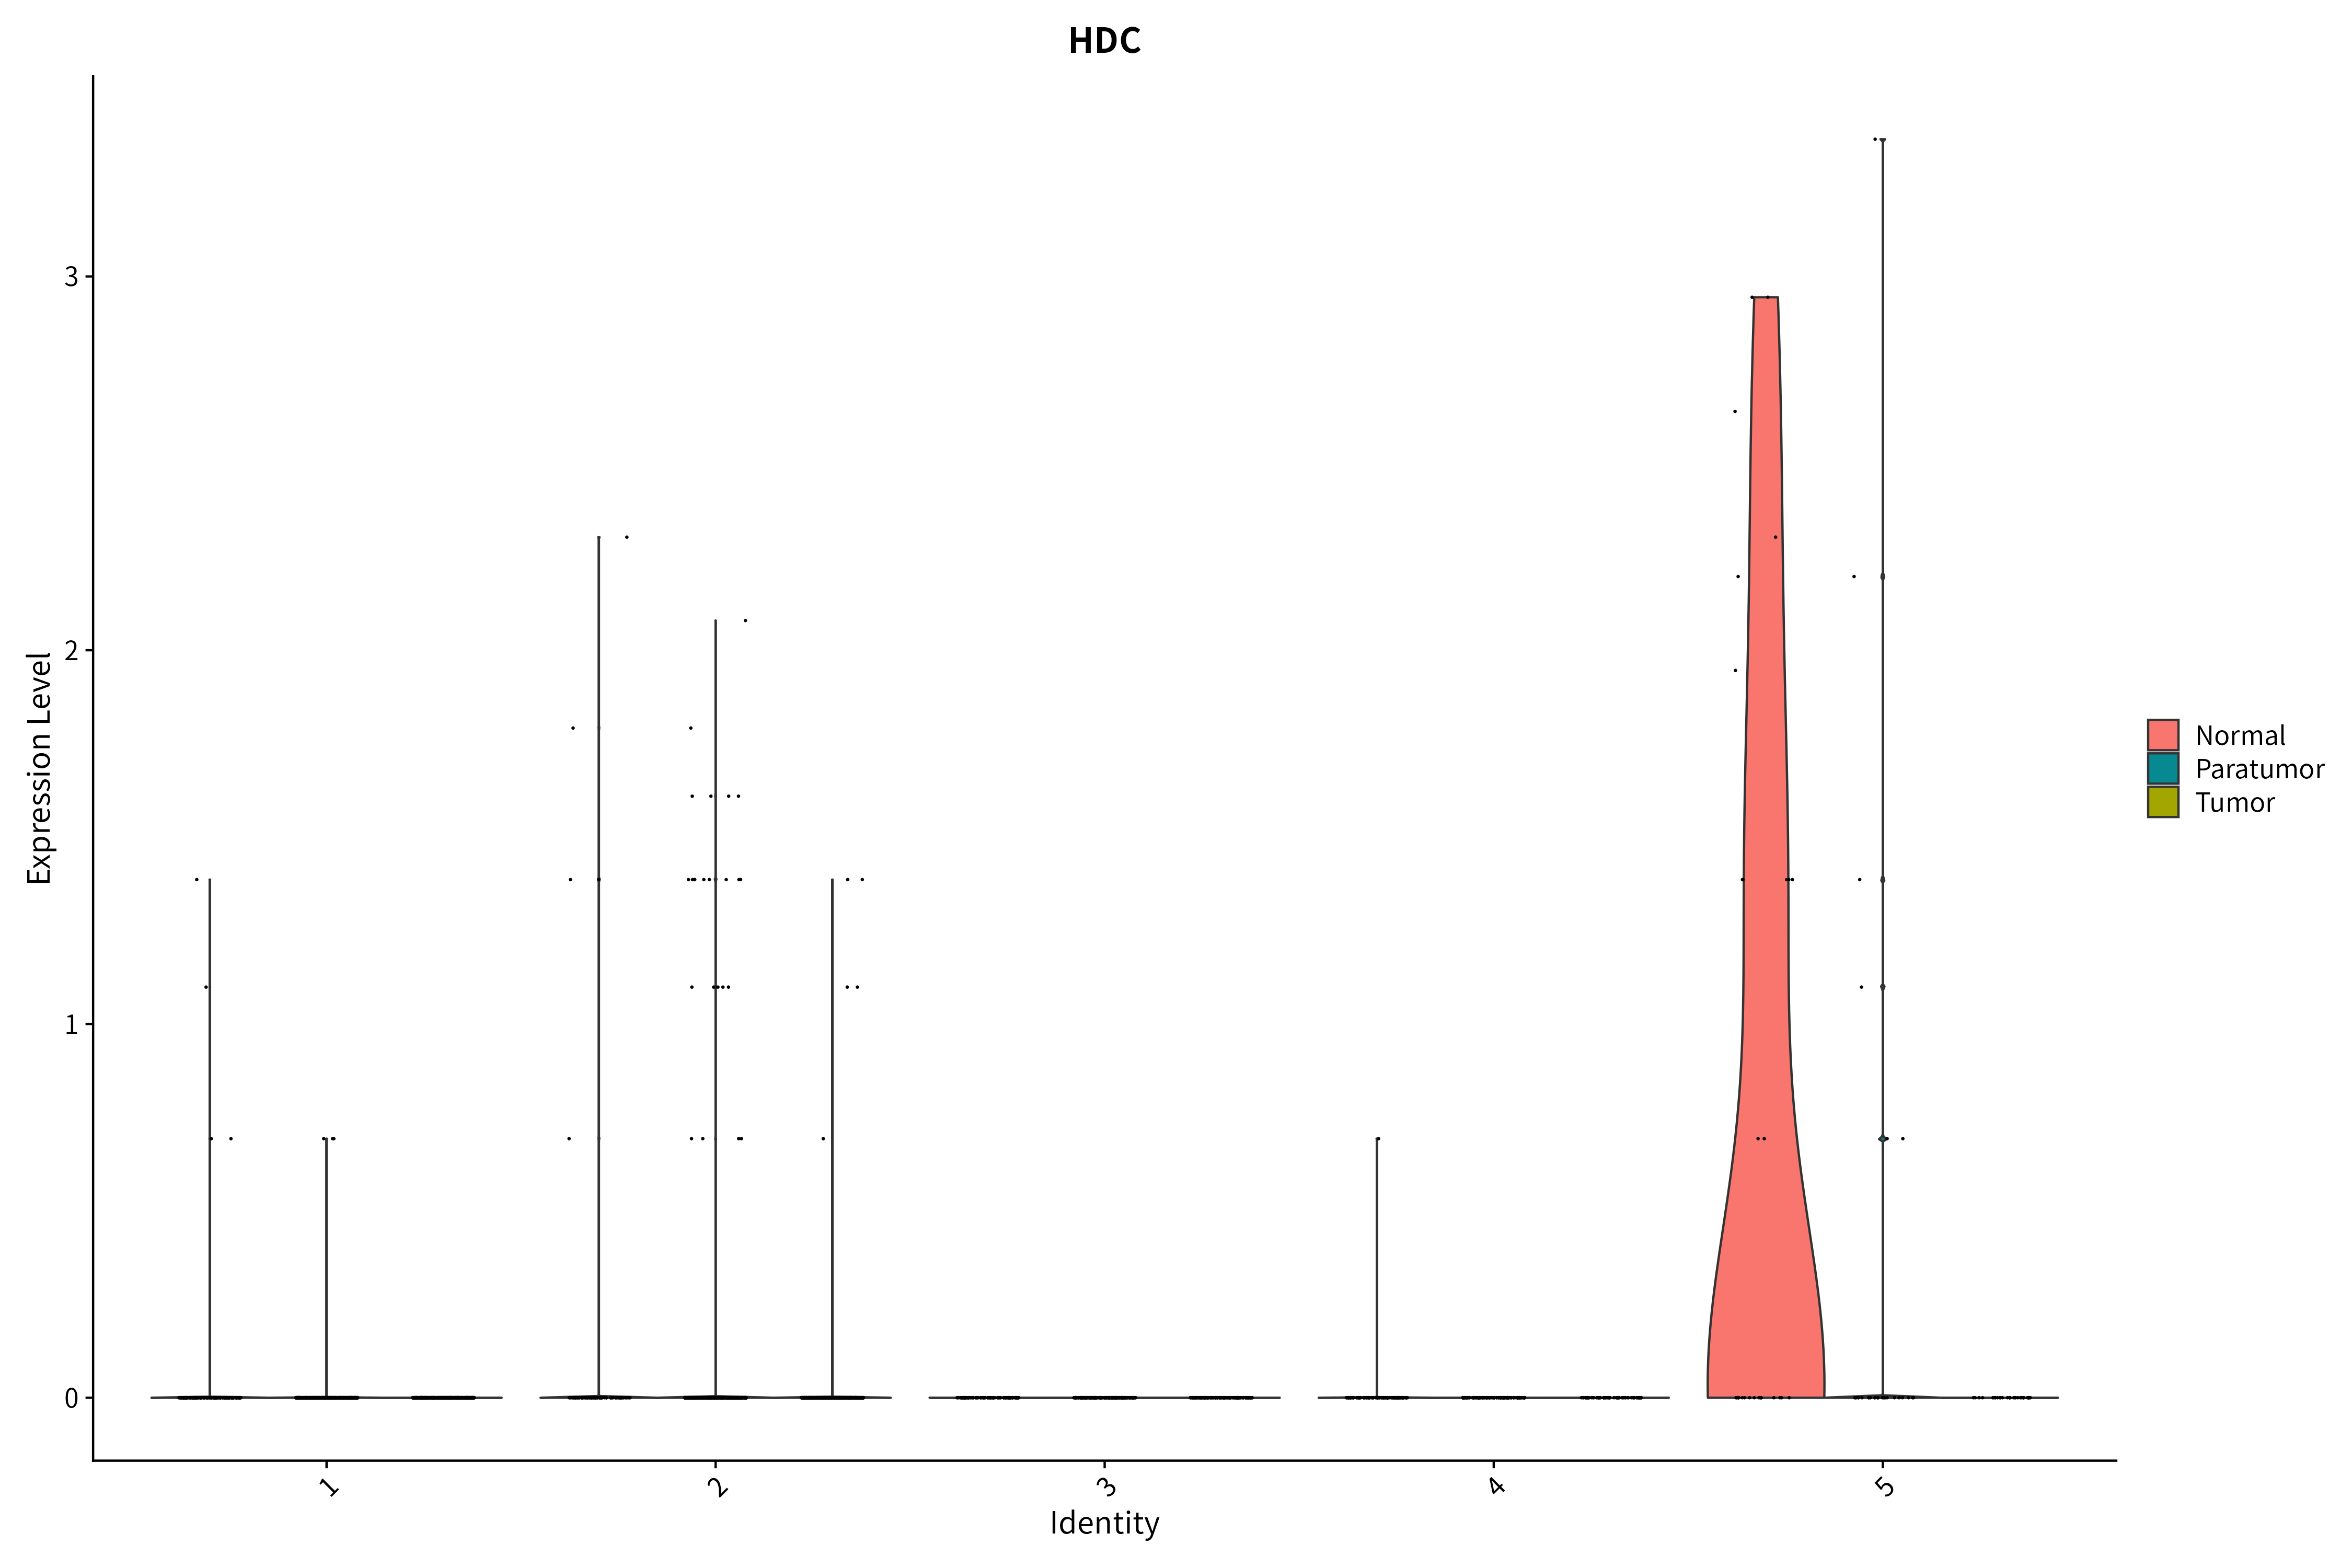 HDC
Expression Level
3
2
1
0
1
2
3
4
5
Identity
Normal
Paratumor
Tumor